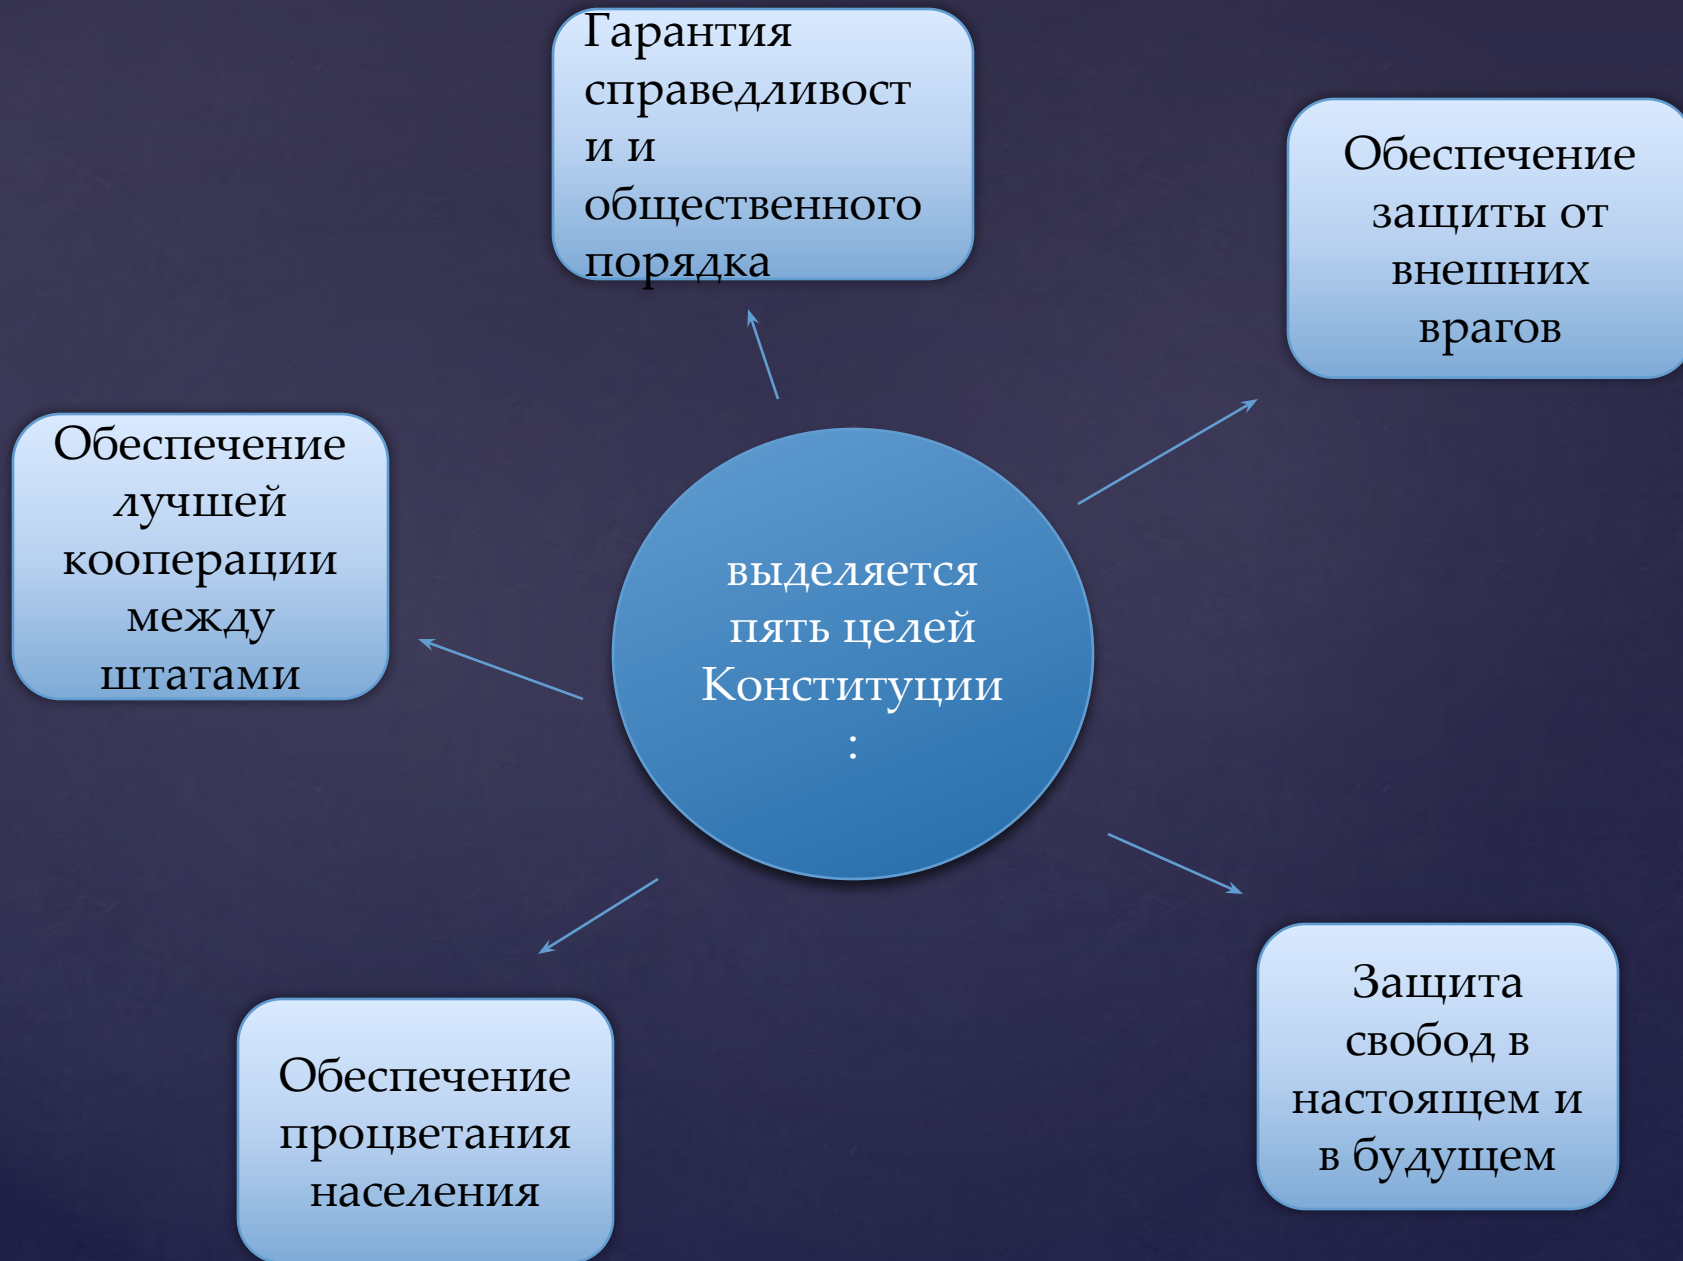 Гарантия
справедливост
и и
общественного
порядка
Обеспечение
защиты от
внешних
врагов
Обеспечение
лучшей
кооперации
между
штатами
выделяется
пять целей
Конституции
:
Обеспечение
процветания
населения
Защита
свобод в
настоящем и
в будущем